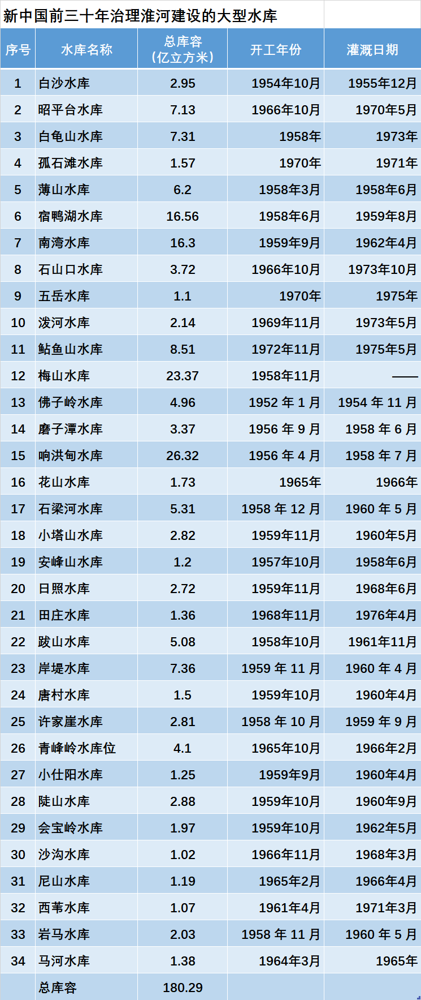 新中国前三十年治理淮河建设的大型水库
序号 水库名称 总库容(亿立方米) 开工年份 灌溉日期
1 白沙水库 2.95 1954年10月 1955年12月
2 昭平台水库 7.13 1966年10月 1970年5月
3 白龟山水库 7.31 1958年 1973年
4 孤石滩水库 1.57 1970年 1971年
5 薄山水库 6.2 1958年3月 1958年6月
6 宿鸭湖水库 16.56 1958年6月 1959年8月
7 南湾水库 16.3 1959年9月 1962年4月
8 石山口水库 3.72 1966年10月 1973年10月
9 五岳水库 1.1 1970年 1975年
10 泼河水库 2.14 1969年11月 1973年5月
11 鲇鱼山水库 8.51 1972年11月 1975年5月
12 梅山水库 23.37 1958年11月 ——
13 佛子岭水库 4.96 1952 年 1 月 1954 年 11 月
14 磨子潭水库 3.37 1956 年 9 月 1958 年 6 月
15 响洪甸水库 26.32 1956 年 4 月 1958 年 7 月
16 花山水库 1.73 1965年 1966年
17 石梁河水库 5.31 1958 年 12 月 1960 年 5 月
18 小塔山水库 2.82 1959年11月 1960年5月
19 安峰山水库 1.2 1957年10月 1958年6月
20 日照水库 2.72 1959年11月 1968年6月
21 田庄水库 1.36 1968年11月 1976年4月
22 跋山水库 5.08 1958年10月 1961年11月
23 岸堤水库 7.36 1959 年 11 月 1960 年 4 月
24 唐村水库 1.5 1959年10月 1960年4月
25 许家崖水库 2.81 1958 年 10 月 1959 年 9 月
26 青峰岭水库位 4.1 1965年10月 1966年2月
27 小仕阳水库 1.25 1959年9月 1960年4月
28 陡山水库 2.88 1959年10月 1960年9月
29 会宝岭水库 1.97 1959年10月 1962年5月
30 沙沟水库 1.02 1966年11月 1968年3月
31 尼山水库 1.19 1965年2月 1966年4月
32 西苇水库 1.07 1961年4月 1971年3月
33 岩马水库 2.03 1958 年 11 月 1960 年 5 月
34 马河水库 1.38 1964年3月 1965年
总库容 180.29